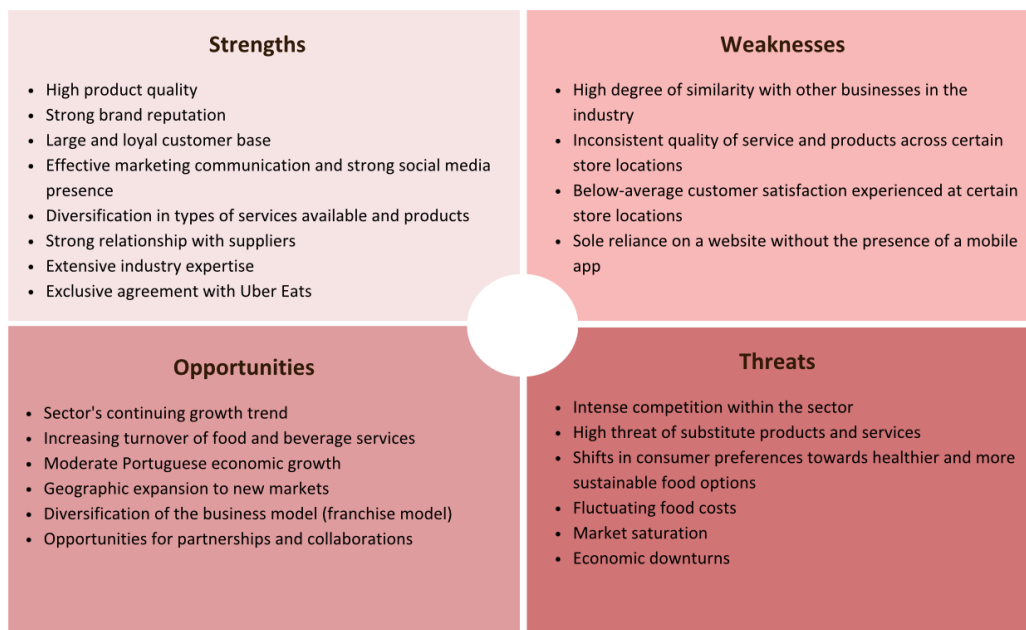 Strengths
• High product quality
• Strong brand reputation
• Large and loyal customer base
• Effective marketing communication and strong social media
presence
• Diversification in types of services available and products
• Strong relationship with suppliers
• Extensive industry expertise
• Exclusive agreement with Uber Eats
Weaknesses
• High degree of similarity with other businesses in the
industry
• Inconsistent quality of service and products across certain
store locations
• Below-average customer satisfaction experienced at certain
store locations
• Sole reliance on a website without the presence of a mobile
app
Opportunities
• Sector's continuing growth trend
• Increasing turnover of food and beverage services
• Moderate Portuguese economic growth
• Geographic expansion to new markets
• Diversification of the business model (franchise model)
• Opportunities for partnerships and collaborations
Threats
• Intense competition within the sector
• High threat of substitute products and services
• Shifts in consumer preferences towards healthier and more
sustainable food options
• Fluctuating food costs
• Market saturation
• Economic downturns